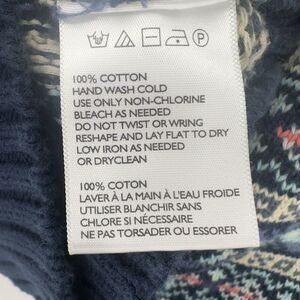 P
100% COTTON
HAND WASH COLD
USE ONLY NON-CHLORINE
BLEACH AS NEEDED
DO NOT TWIST OR WRING
RESHAPE AND LAY FLAT TO DRY
LOW IRON AS NEEDED
OR DRYCLEAN
100% COTTON
LAVER À LA MAIN À L'EAU FROIDE
UTILISER BLANCHIR SANS
CHLORE SI NÉCESSAIRE
NE PAS TORSADER OU ESSORER